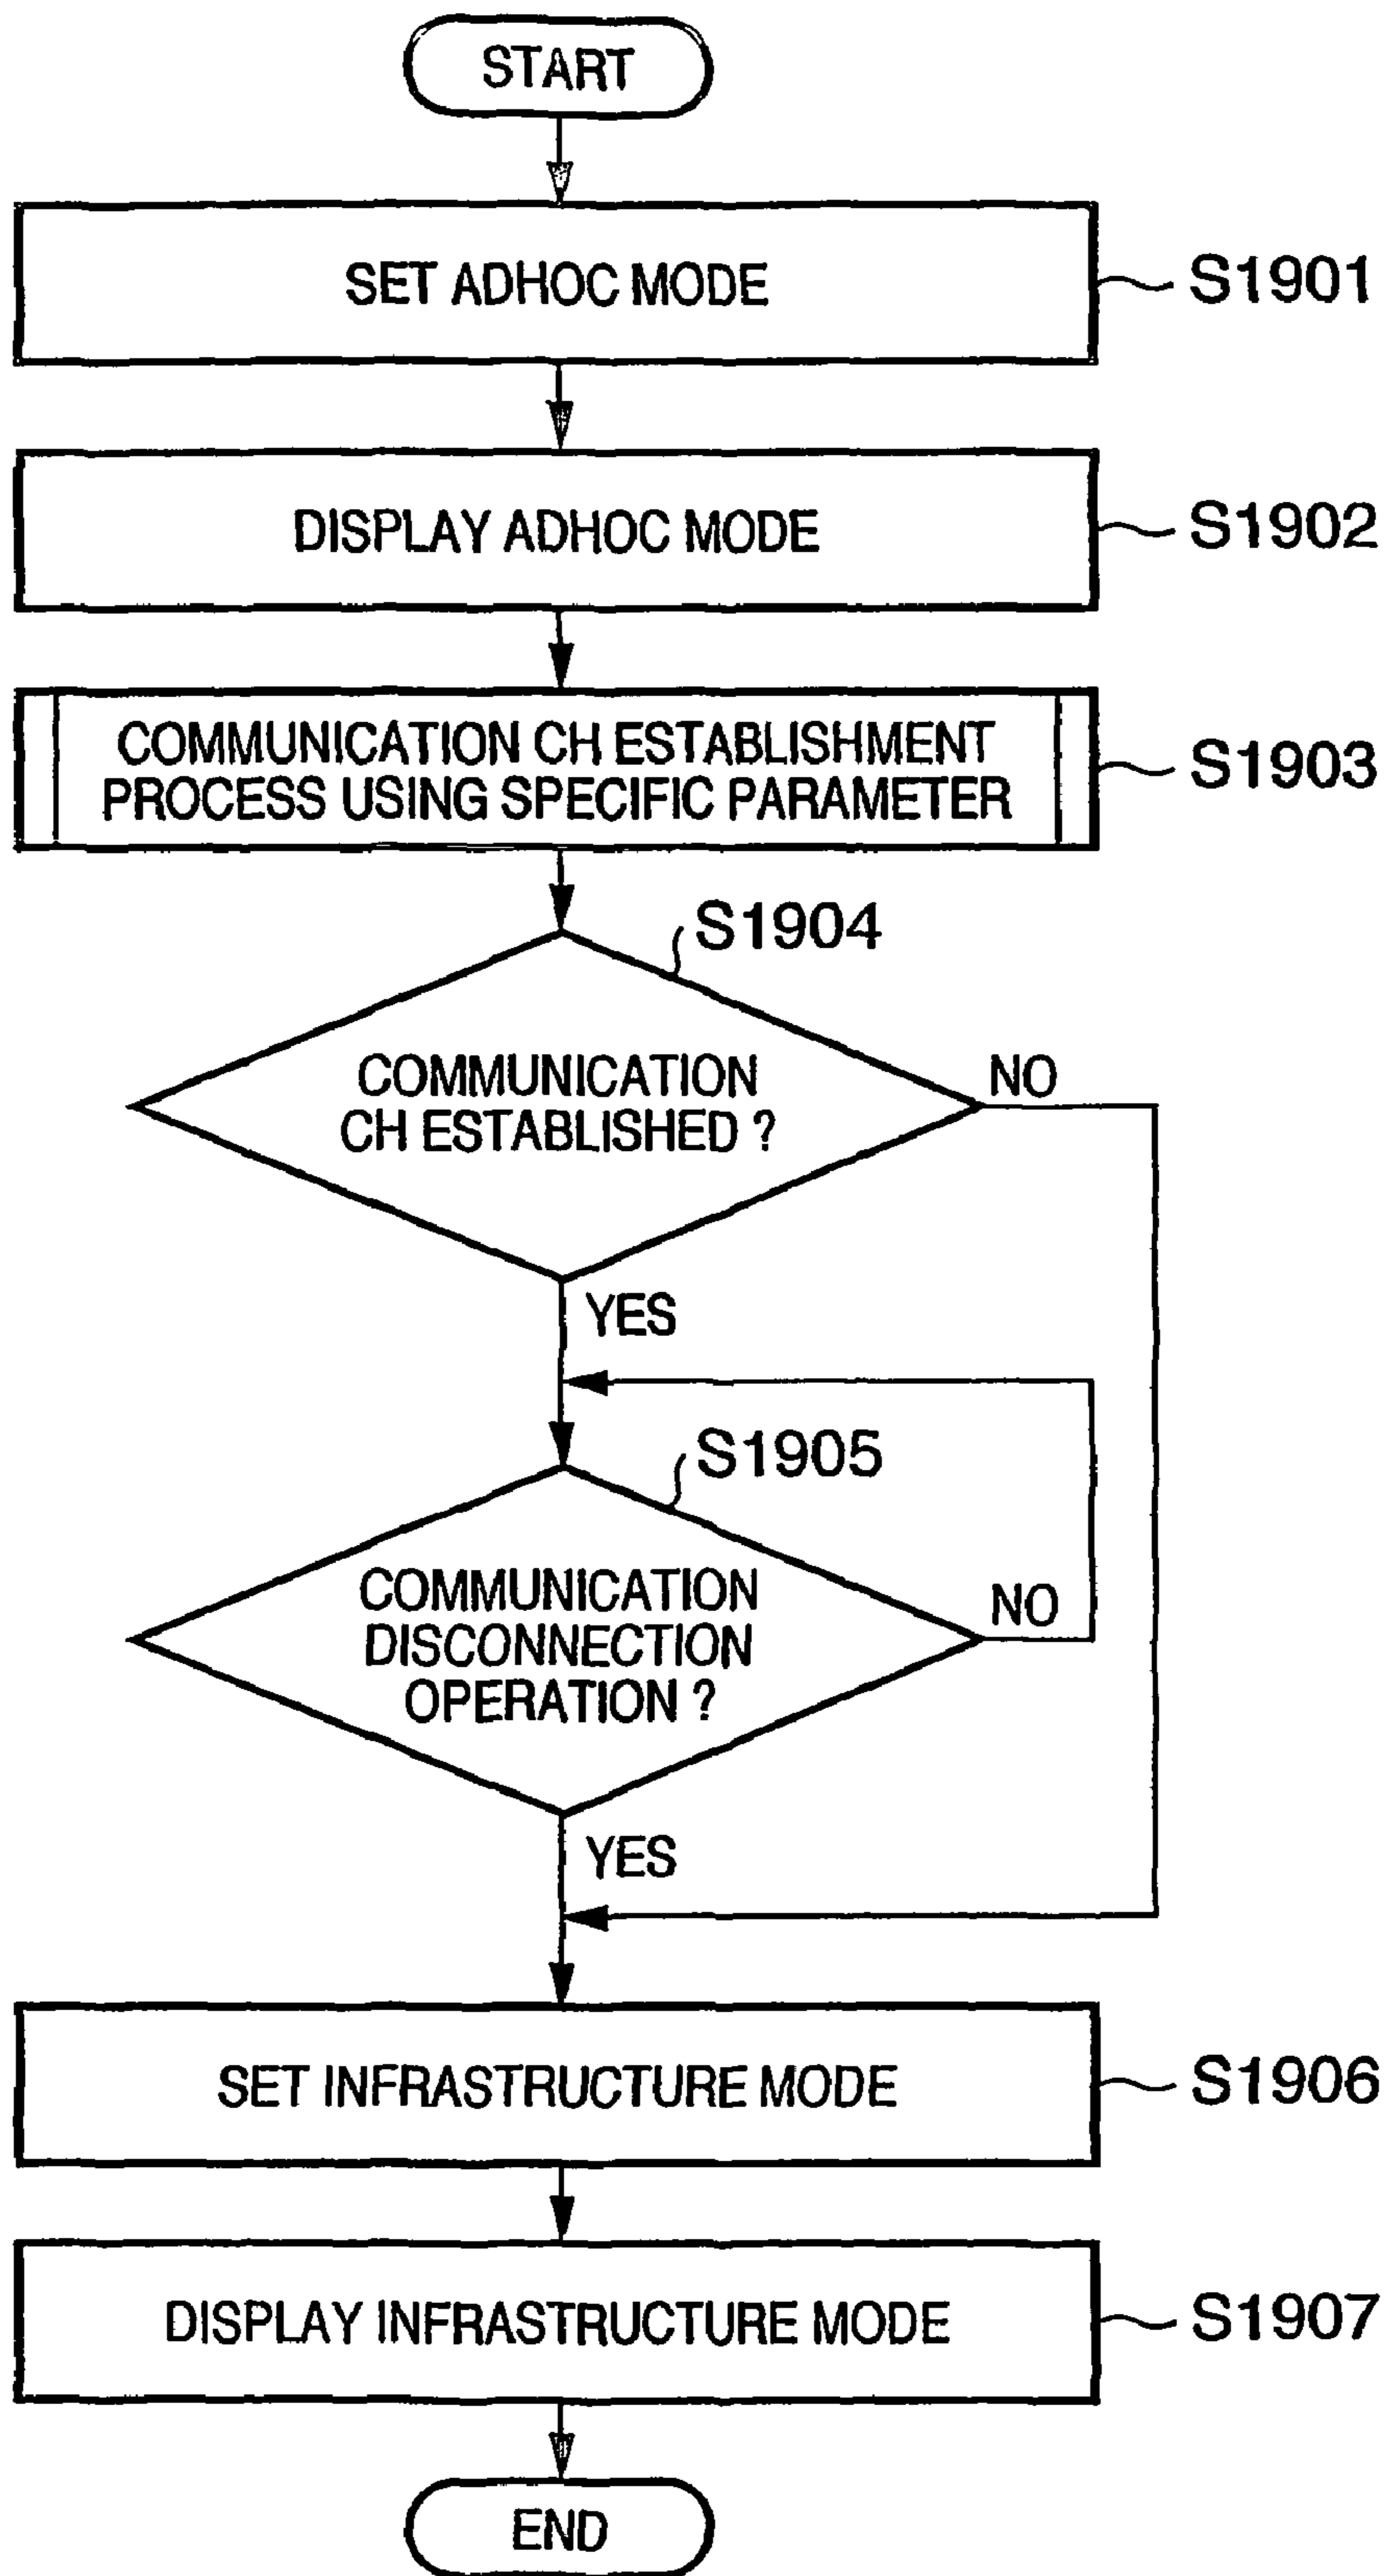 START
SET ADHOC MODE
S1901
DISPLAY ADHOC MODE
S1902
COMMUNICATION CH ESTABLISHMENT
PROCESS USING SPECIFIC PARAMETER
S1903
S1904
COMMUNICATION
CH ESTABLISHED ?
NO
YES
S1905
COMMUNICATION
DISCONNECTION
OPERATION ?
NO
YES
SET INFRASTRUCTURE MODE
S1906
DISPLAY INFRASTRUCTURE MODE
S1907
END